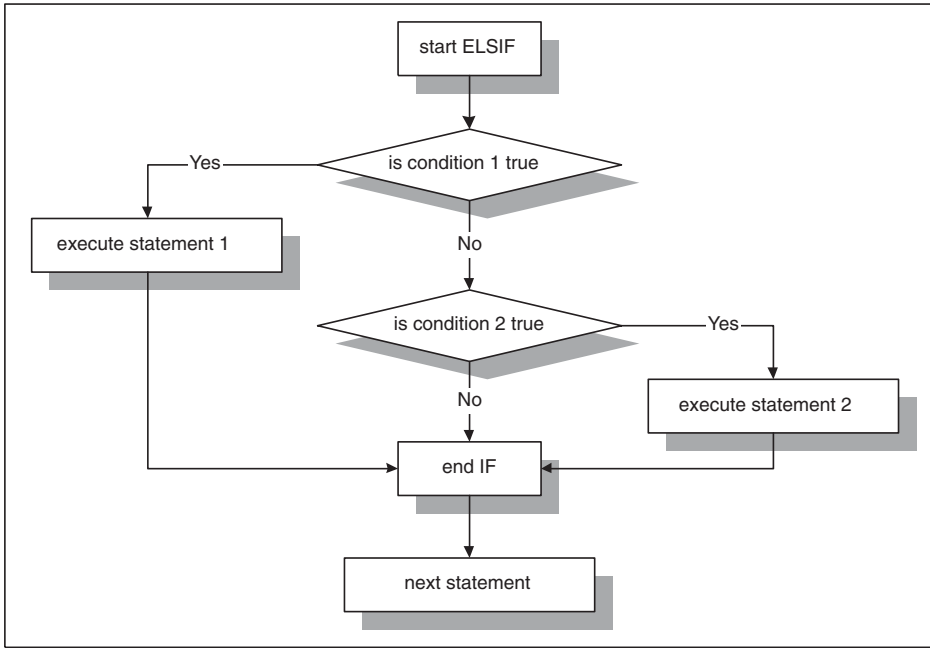 start ELSIF
is condition 1 true
Yes
execute statement 1
No
is condition 2 true
Yes
execute statement 2
No
end IF
next statement